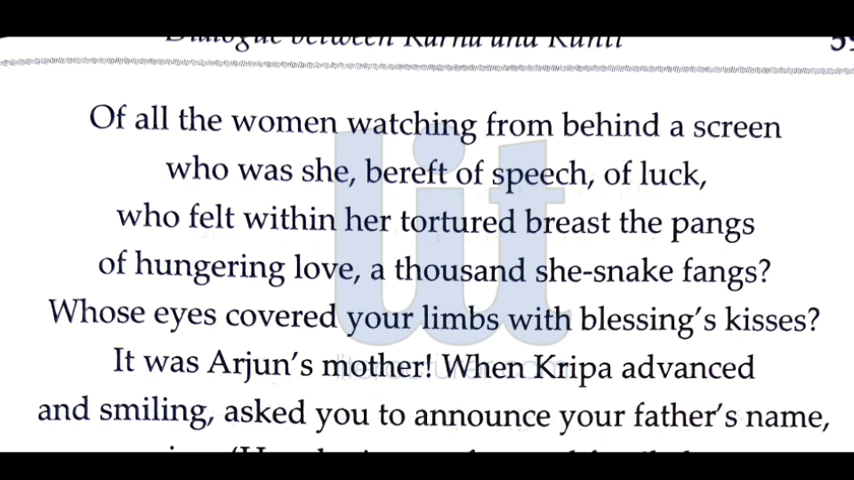 Dialogue between Karna and Kunti 59
Of all the women watching from behind a screen
who was she, bereft of speech, of luck,
who felt within her tortured breast the pangs
of hungering love, a thousand she-snake fangs?
Whose eyes covered your limbs with blessing's kisses?
It was Arjun's mother! When Kripa advanced
and smiling, asked you to announce your father's name,
lit